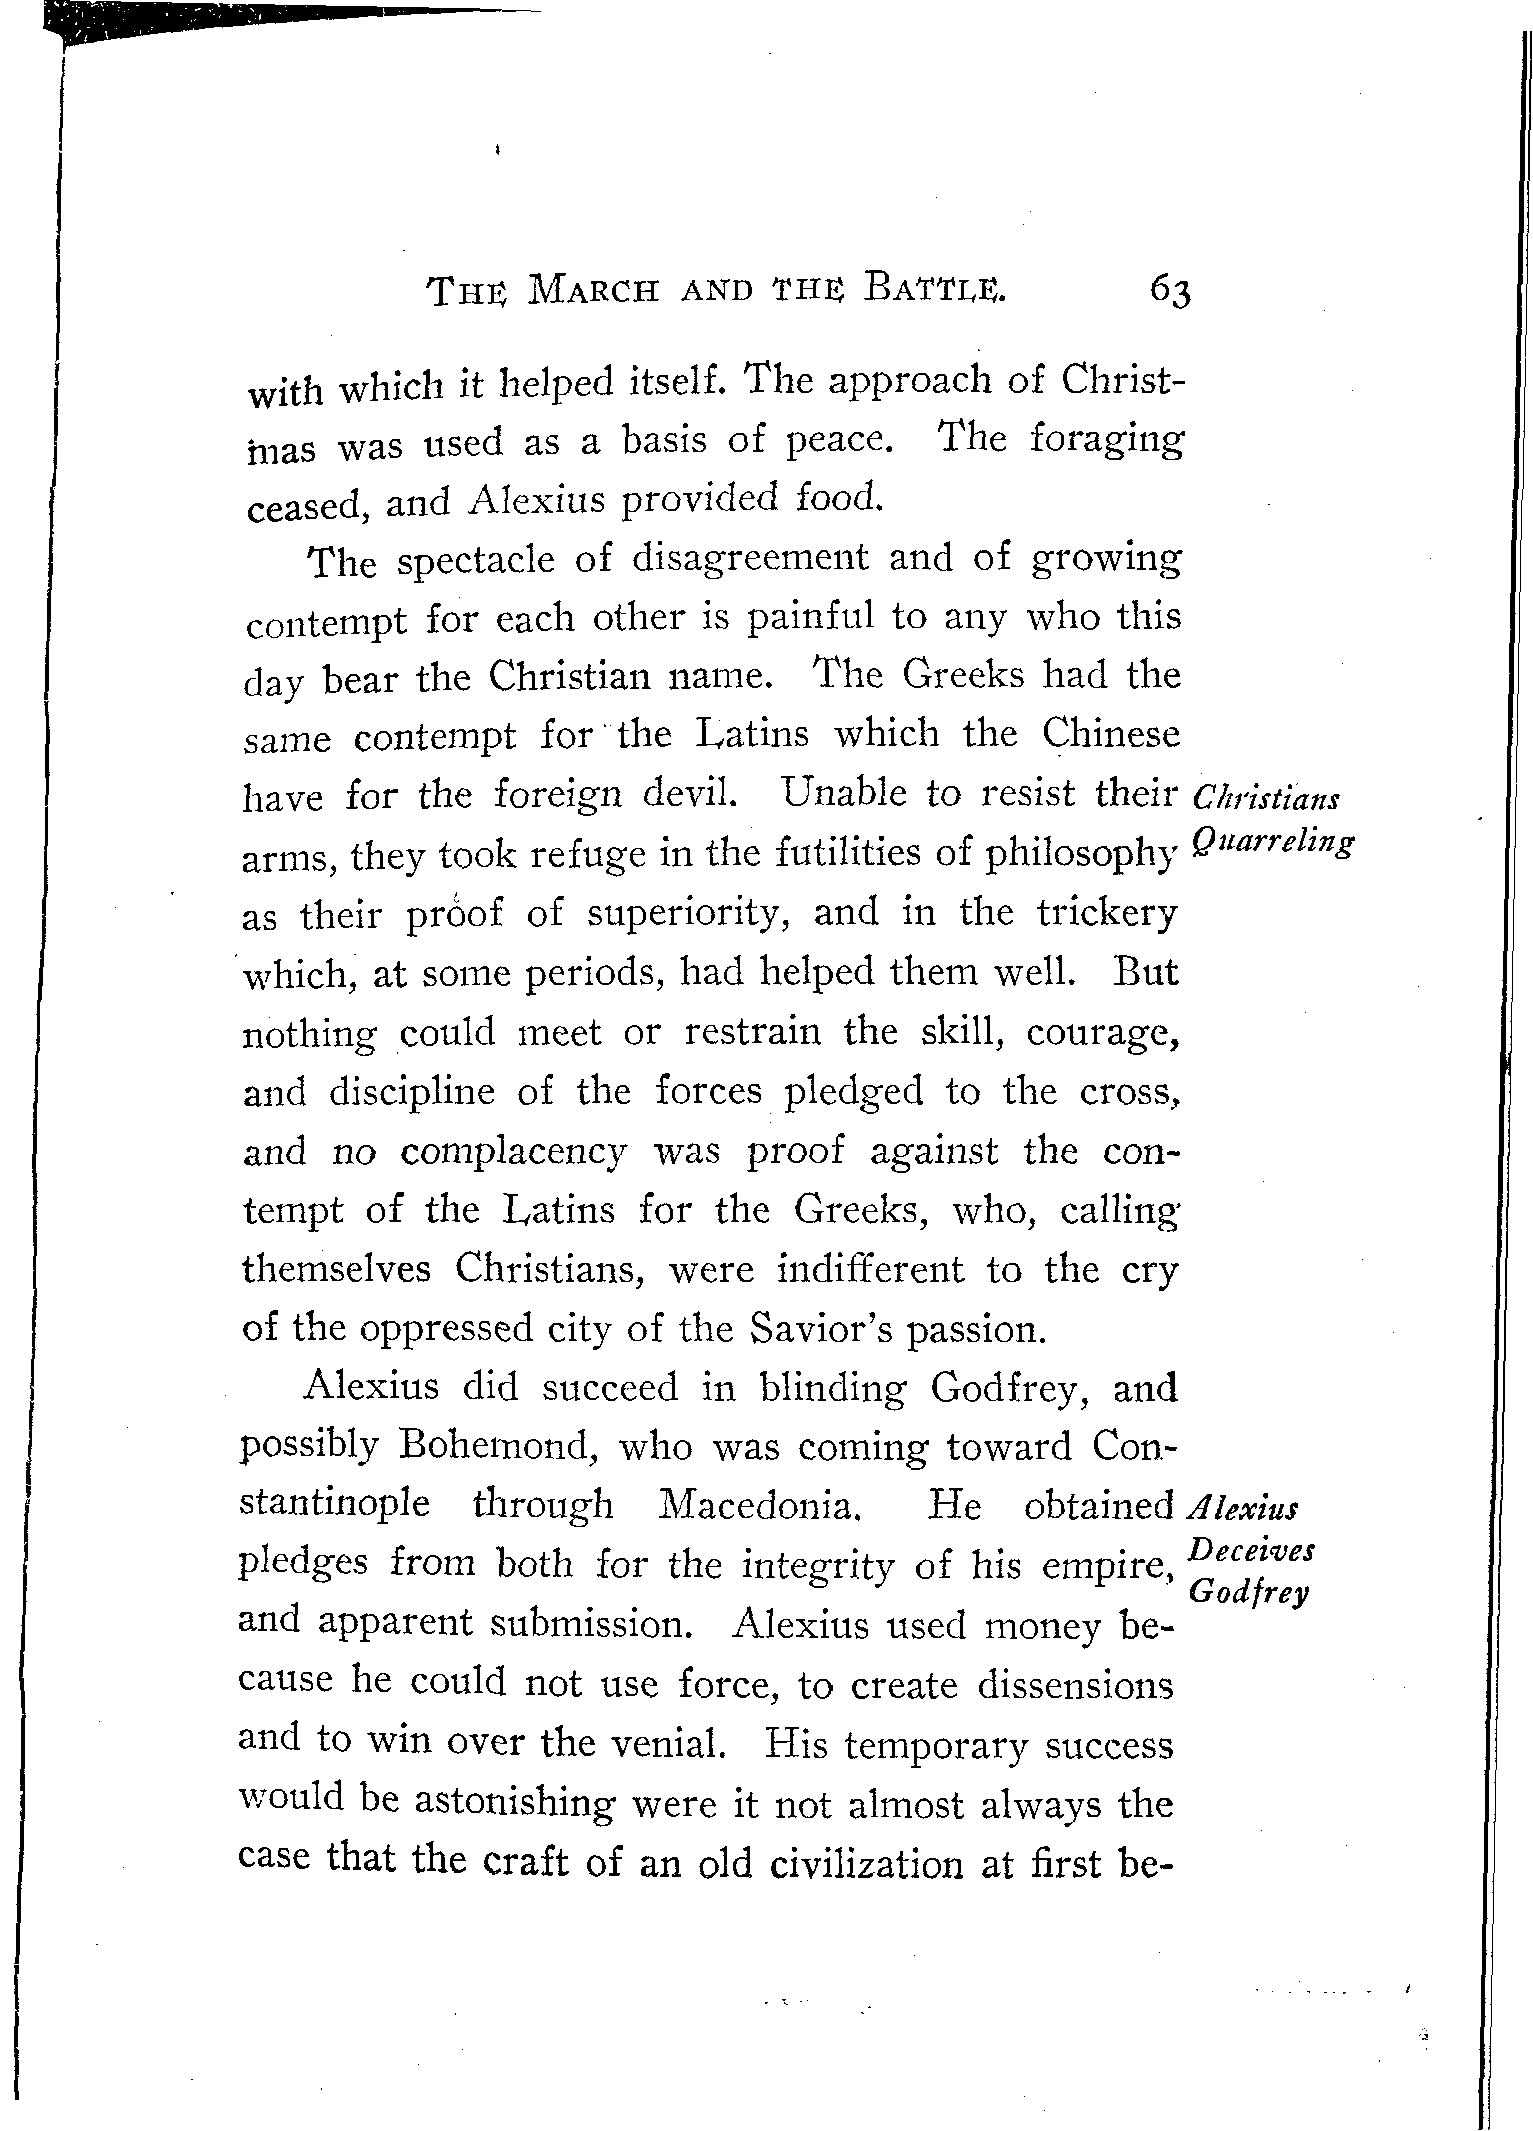 THE MARCH AND THE BATTLE. 63
with which it helped itself. The approach of Christ-
mas was used as a basis of peace. The foraging
ceased, and Alexius provided food.
The spectacle of disagreement and of growing
contempt for each other is painful to any who this
day bear the Christian name. The Greeks had the
same contempt for the Latins which the Chinese
have for the foreign devil. Unable to resist their
arms, they took refuge in the futilities of philosophy
as their proof of superiority, and in the trickery
which, at some periods, had helped them well. But
nothing could meet or restrain the skill, courage,
and discipline of the forces pledged to the cross,
and no complacency was proof against the con-
tempt of the Latins for the Greeks, who, calling
themselves Christians, were indifferent to the cry
of the oppressed city of the Savior's passion.
Christians
Quarreling
Alexius did succeed in blinding Godfrey, and
possibly Bohemond, who was coming toward Con-
stantinople through Macedonia. He obtained
pledges from both for the integrity of his empire,
and apparent submission. Alexius used money be-
cause he could not use force, to create dissensions
and to win over the venial. His temporary success
would be astonishing were it not almost always the
case that the craft of an old civilization at first be-
Alexius
Deceives
Godfrey